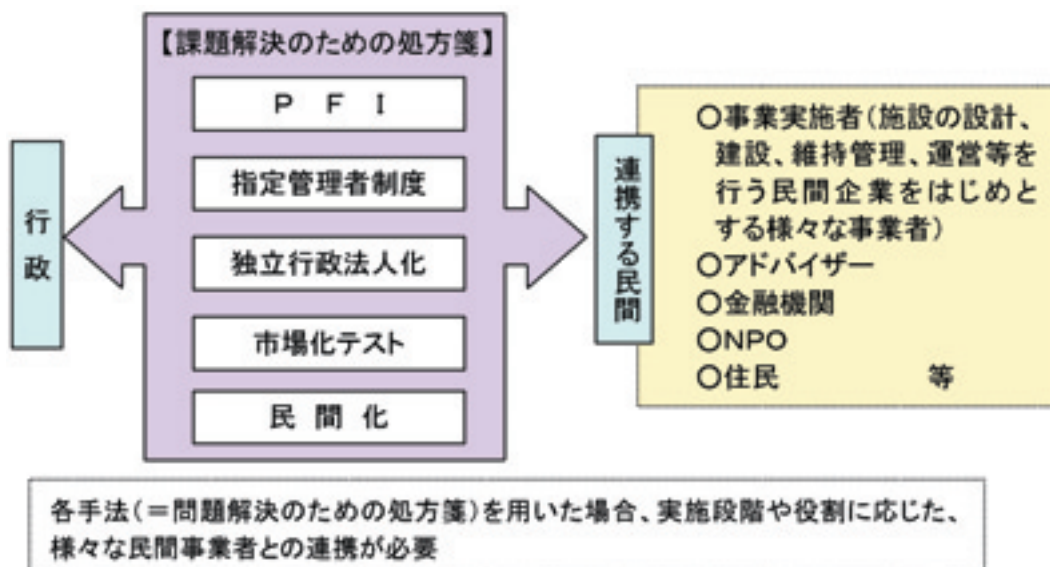 【課題解決のための処方箋】
P F I
指定管理者制度
独立行政法人化
市場化テスト
民 間 化
行政
連携する民間
○事業実施者(施設の設計、
建設、維持管理、運営等を
行う民間企業をはじめと
する様々な事業者)
○アドバイザー
○金融機関
○NPO
○住民 等
各手法(=問題解決のための処方箋)を用いた場合、実施段階や役割に応じた、
様々な民間事業者との連携が必要